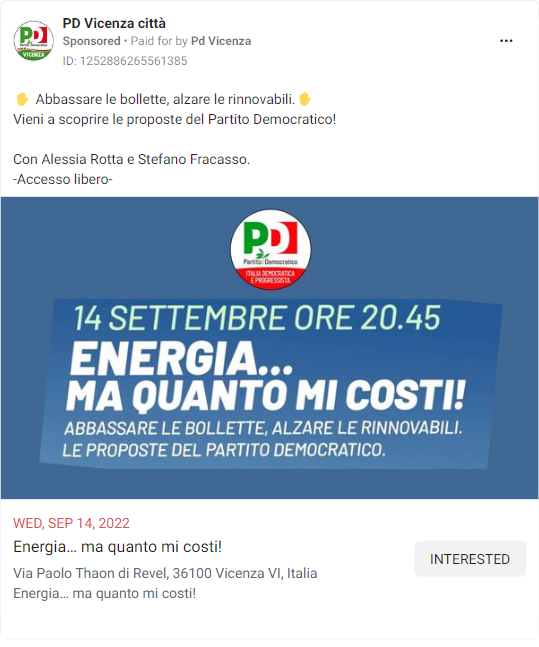 PD Vicenza città
Sponsored • Paid for by Pd Vicenza
ID: 1252886265561385
✋ Abbassare le bollette, alzare le rinnovabili.✋
Vieni a scoprire le proposte del Partito Democratico!
Con Alessia Rotta e Stefano Fracasso.
-Accesso libero-
PD
Partito Democratico
VICENZA
PD
Partito Democratico
ITALIA DEMOCRATICA
E PROGRESSISTA
14 SETTEMBRE ORE 20.45
ENERGIA...
MA QUANTO MI COSTI!
ABBASSARE LE BOLLETTE, ALZARE LE RINNOVABILI.
LE PROPOSTE DEL PARTITO DEMOCRATICO.
WED, SEP 14, 2022
Energia… ma quanto mi costi!
INTERESTED
Via Paolo Thaon di Revel, 36100 Vicenza VI, Italia
Energia… ma quanto mi costi!